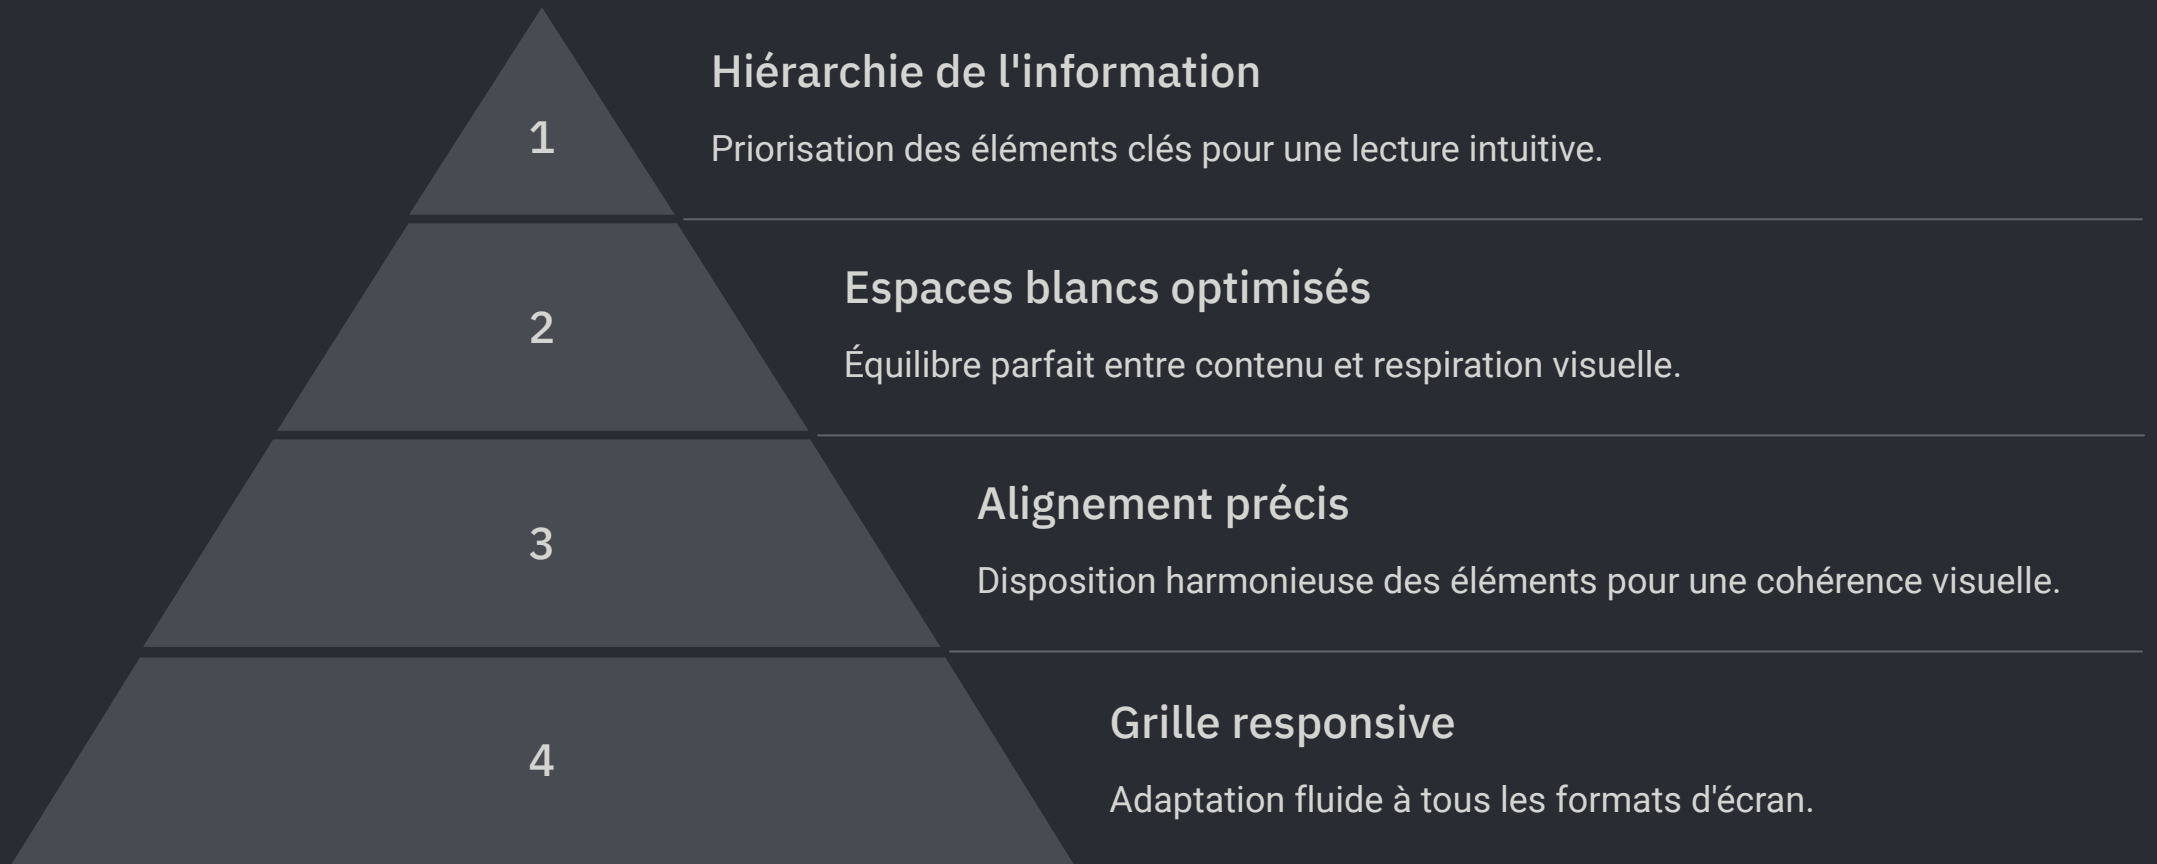 1
Hiérarchie de l'information
Priorisation des éléments clés pour une lecture intuitive.
2
Espaces blancs optimisés
Équilibre parfait entre contenu et respiration visuelle.
3
Alignement précis
Disposition harmonieuse des éléments pour une cohérence visuelle.
4
Grille responsive
Adaptation fluide à tous les formats d'écran.